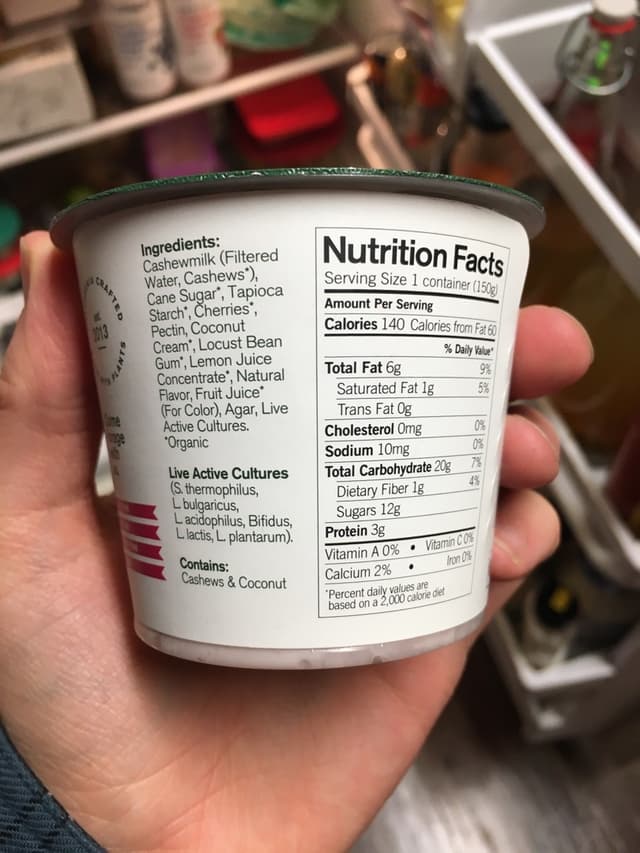 CRAFTED
2013
PLANTS
Ingredients:
Cashewmilk (Filtered
Water, Cashews*),
Cane Sugar*, Tapioca
Starch*, Cherries*,
Pectin, Coconut
Cream*, Locust Bean
Gum*, Lemon Juice
Concentrate*, Natural
Flavor, Fruit Juice*
(For Color), Agar, Live
Active Cultures.
*Organic
Live Active Cultures
(S. thermophilus,
L. bulgaricus,
L. acidophilus, Bifidus,
L. lactis, L. plantarum).
Contains:
Cashews & Coconut
Nutrition Facts
Serving Size 1 container (150g)
Amount Per Serving
Calories 140 Calories from Fat 60
% Daily Value*
Total Fat 6g 9%
Saturated Fat 1g 5%
Trans Fat 0g
Cholesterol 0mg 0%
Sodium 10mg 0%
Total Carbohydrate 20g 7%
Dietary Fiber 1g 4%
Sugars 12g
Protein 3g
Vitamin A 0% • Vitamin C 0%
Calcium 2% • Iron 0%
*Percent daily values are
based on a 2,000 calorie diet